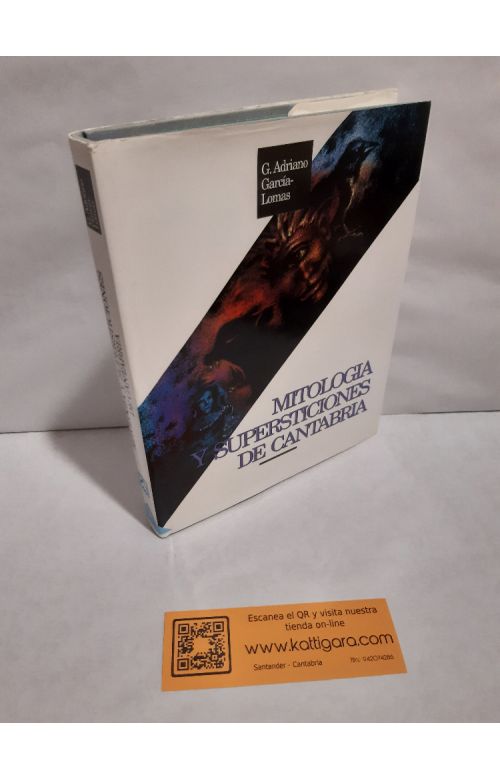 G. Adriano
García-
Lomas
MITOLOGIA
Y SUPERSTICIONES
DE CANTABRIA
Escanea el QR y visita nuestra
tienda on-line
www.kattigara.com
Santander - Cantabria